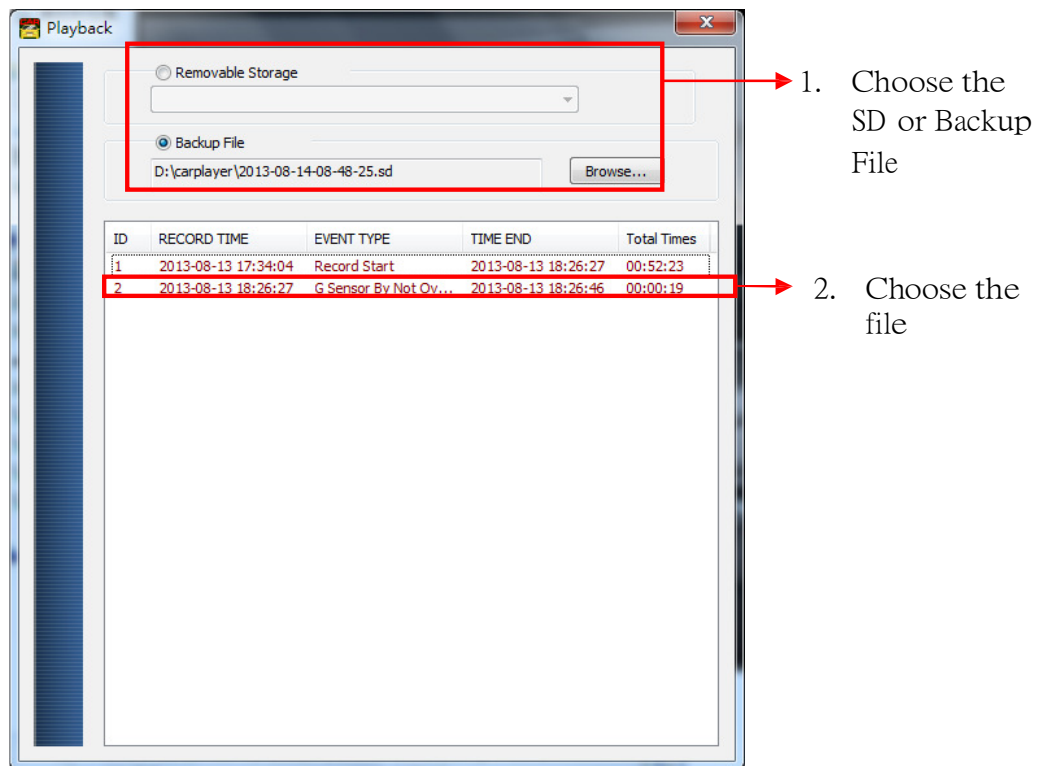 Playback
Removable Storage
Backup File
D:\carplayer\2013-08-14-08-48-25.sd
Browse...
ID RECORD TIME EVENT TYPE TIME END Total Times
1 2013-08-13 17:34:04 Record Start 2013-08-13 18:26:27 00:52:23
2 2013-08-13 18:26:27 G Sensor By Not Ov... 2013-08-13 18:26:46 00:00:19
1. Choose the
SD or Backup
File
2. Choose the
file